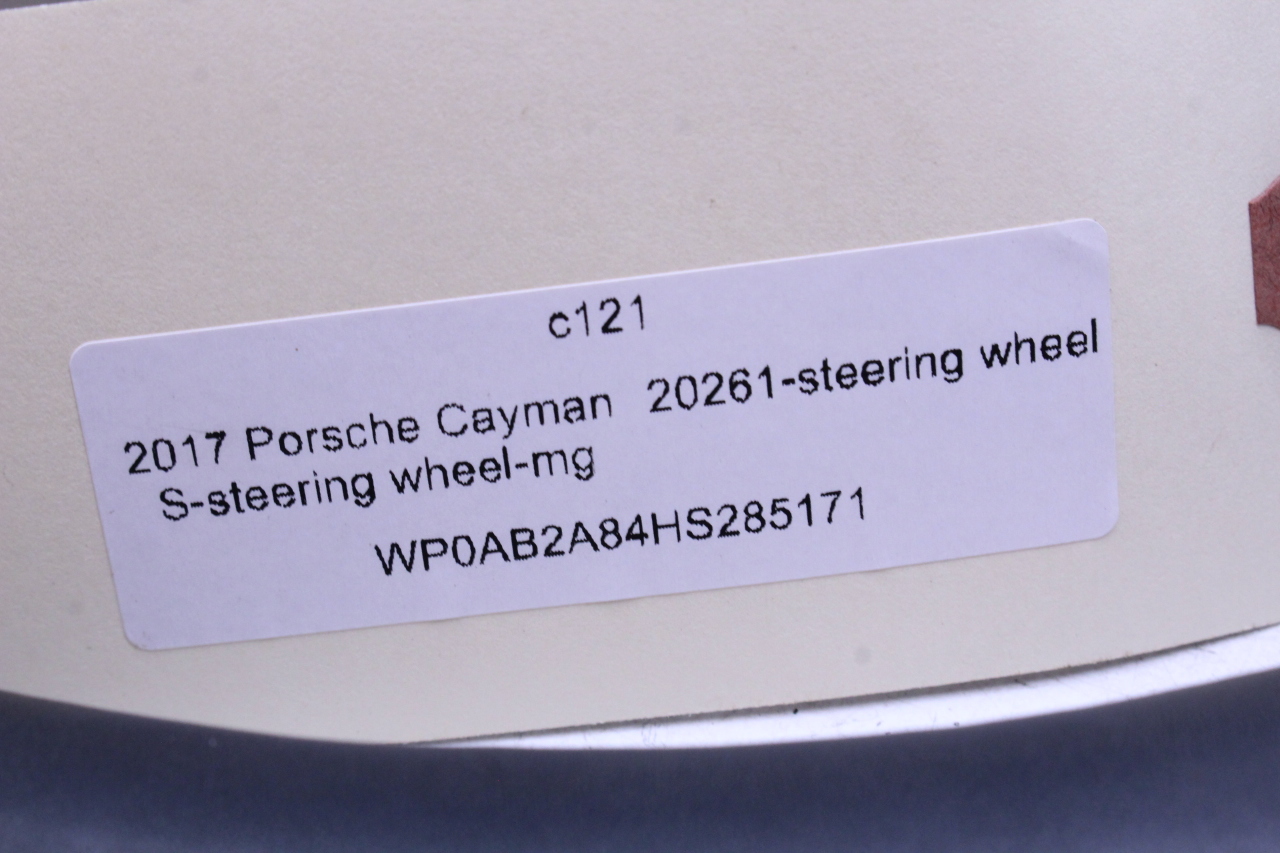 c121
2017 Porsche Cayman 20261-steering wheel
S-steering wheel-mg
WP0AB2A84HS285171